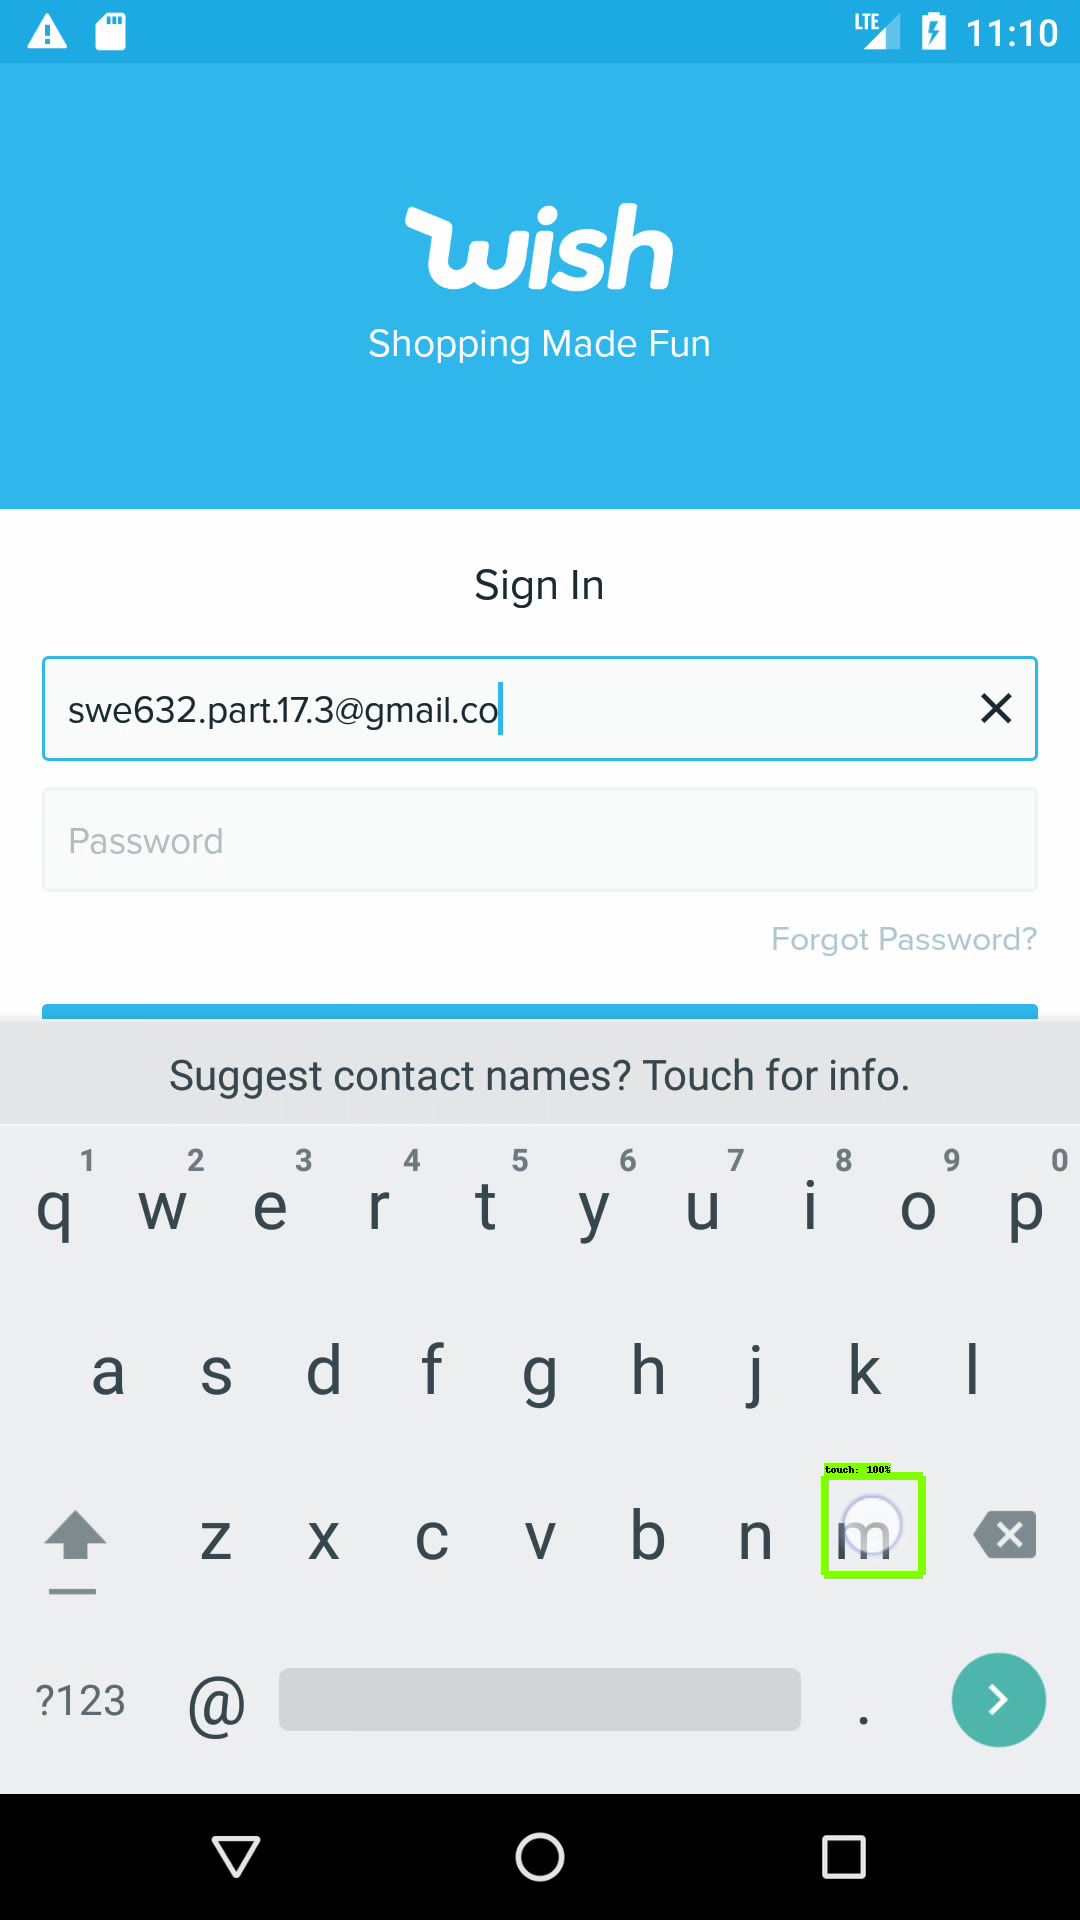 LTE 11:10
wish
Shopping Made Fun
Sign In
swe632.part.17.3@gmail.co
Password
Forgot Password?
Suggest contact names? Touch for info.
1 2 3 4 5 6 7 8 9 0
q w e r t y u i o p
a s d f g h j k l
touch: 100%
z x c v b n m
?123 @ .